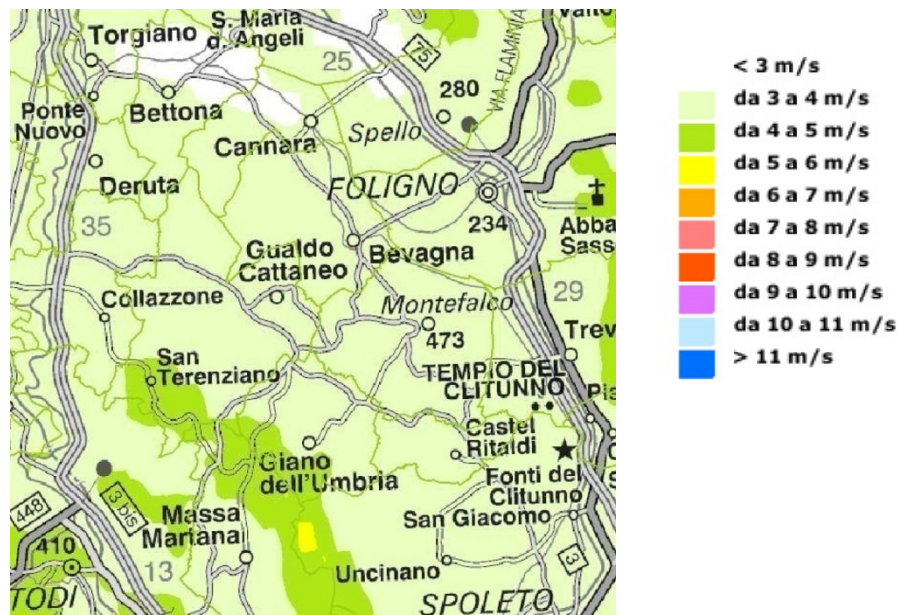 S. Maria
d. Angeli
Torgiano
25
75
VIA FLAMINIA
280
Ponte
Nuovo
Bettona
Cannara
Spello
Deruta
FOLIGNO
234
Abba
Sass
35
Gualdo
Cattaneo
Bevagna
Collazzone
Montefalco
29
473
Trev
San
Terenziano
TEMPIO DEL
CLITUNNO
Pis
Castel
Ritaldi
Giano
dell'Umbria
Fonti del
Clitunno
448
3 bis
Massa
Martana
San Giacomo
410
13
3
Uncinano
TODI
SPOLETO
< 3 m/s
da 3 a 4 m/s
da 4 a 5 m/s
da 5 a 6 m/s
da 6 a 7 m/s
da 7 a 8 m/s
da 8 a 9 m/s
da 9 a 10 m/s
da 10 a 11 m/s
> 11 m/s